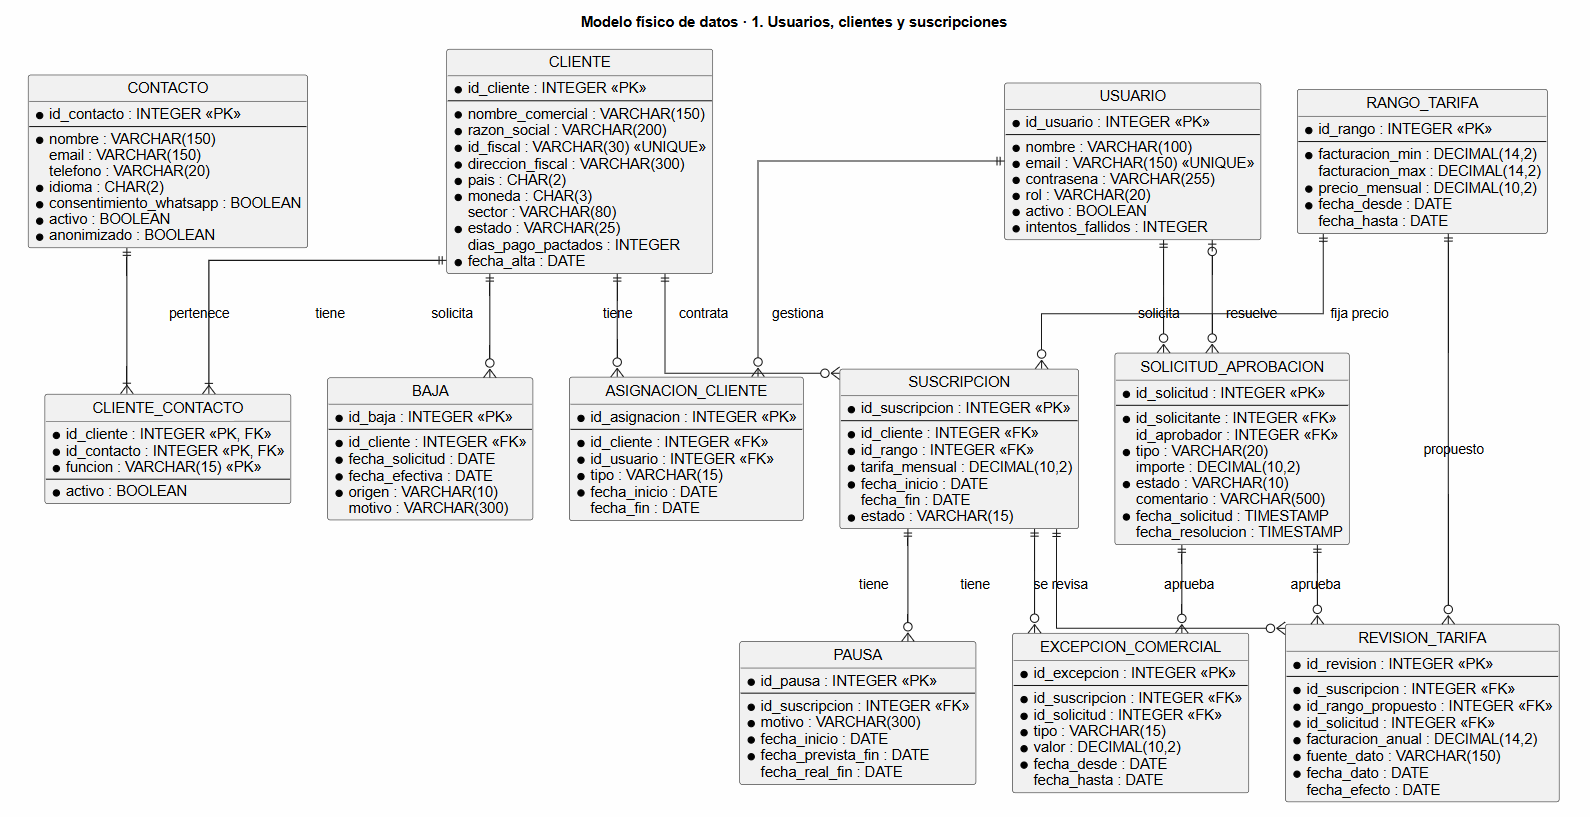 Modelo físico de datos · 1. Usuarios, clientes y suscripciones
CONTACTO
id_contacto : INTEGER «PK»
nombre : VARCHAR(150)
email : VARCHAR(150)
telefono : VARCHAR(20)
idioma : CHAR(2)
consentimiento_whatsapp : BOOLEAN
activo : BOOLEAN
anonimizado : BOOLEAN
CLIENTE
id_cliente : INTEGER «PK»
nombre_comercial : VARCHAR(150)
razon_social : VARCHAR(200)
id_fiscal : VARCHAR(30) «UNIQUE»
direccion_fiscal : VARCHAR(300)
pais : CHAR(2)
moneda : CHAR(3)
sector : VARCHAR(80)
estado : VARCHAR(25)
dias_pago_pactados : INTEGER
fecha_alta : DATE
USUARIO
id_usuario : INTEGER «PK»
nombre : VARCHAR(100)
email : VARCHAR(150) «UNIQUE»
contrasena : VARCHAR(255)
rol : VARCHAR(20)
activo : BOOLEAN
intentos_fallidos : INTEGER
RANGO_TARIFA
id_rango : INTEGER «PK»
facturacion_min : DECIMAL(14,2)
facturacion_max : DECIMAL(14,2)
precio_mensual : DECIMAL(10,2)
fecha_desde : DATE
fecha_hasta : DATE
pertenece
tiene
solicita
tiene
contrata
gestiona
solicita
resuelve
fija precio
CLIENTE_CONTACTO
id_cliente : INTEGER «PK, FK»
id_contacto : INTEGER «PK, FK»
funcion : VARCHAR(15) «PK»
activo : BOOLEAN
BAJA
id_baja : INTEGER «PK»
id_cliente : INTEGER «FK»
fecha_solicitud : DATE
fecha_efectiva : DATE
origen : VARCHAR(10)
motivo : VARCHAR(300)
ASIGNACION_CLIENTE
id_asignacion : INTEGER «PK»
id_cliente : INTEGER «FK»
id_usuario : INTEGER «FK»
tipo : VARCHAR(15)
fecha_inicio : DATE
fecha_fin : DATE
SUSCRIPCION
id_suscripcion : INTEGER «PK»
id_cliente : INTEGER «FK»
id_rango : INTEGER «FK»
tarifa_mensual : DECIMAL(10,2)
fecha_inicio : DATE
fecha_fin : DATE
estado : VARCHAR(15)
SOLICITUD_APROBACION
id_solicitud : INTEGER «PK»
id_solicitante : INTEGER «FK»
id_aprobador : INTEGER «FK»
tipo : VARCHAR(20)
importe : DECIMAL(10,2)
estado : VARCHAR(10)
comentario : VARCHAR(500)
fecha_solicitud : TIMESTAMP
fecha_resolucion : TIMESTAMP
propuesto
tiene
tiene
se revisa
aprueba
aprueba
PAUSA
id_pausa : INTEGER «PK»
id_suscripcion : INTEGER «FK»
motivo : VARCHAR(300)
fecha_inicio : DATE
fecha_prevista_fin : DATE
fecha_real_fin : DATE
EXCEPCION_COMERCIAL
id_excepcion : INTEGER «PK»
id_suscripcion : INTEGER «FK»
id_solicitud : INTEGER «FK»
tipo : VARCHAR(15)
valor : DECIMAL(10,2)
fecha_desde : DATE
fecha_hasta : DATE
REVISION_TARIFA
id_revision : INTEGER «PK»
id_suscripcion : INTEGER «FK»
id_rango_propuesto : INTEGER «FK»
id_solicitud : INTEGER «FK»
facturacion_anual : DECIMAL(14,2)
fuente_dato : VARCHAR(150)
fecha_dato : DATE
fecha_efecto : DATE